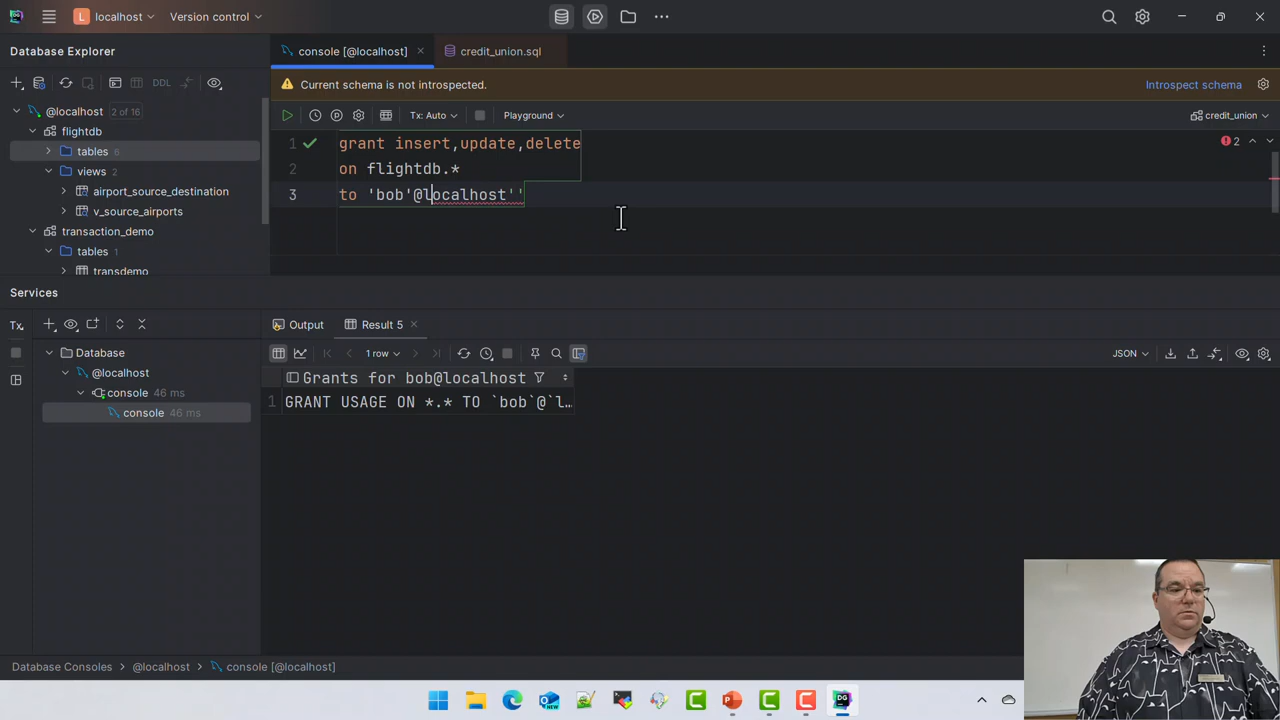 L localhost Version control
Database Explorer
console [@localhost]
credit_union.sql
Current schema is not introspected.
Introspect schema
DDL
Tx: Auto
Playground
credit_union
@localhost 2 of 16
flightdb
tables 6
views 2
airport_source_destination
v_source_airports
transaction_demo
tables 1
transdemo
1 grant insert,update,delete
2 on flightdb.*
3 to 'bob'@localhost''
2
Services
Tx
Output
Result 5
Database
@localhost
console 46 ms
console 46 ms
1 row
JSON
Grants for bob@localhost
1 GRANT USAGE ON *.* TO `bob`@`l…
Database Consoles > @localhost > console [@localhost]
NEW
DG